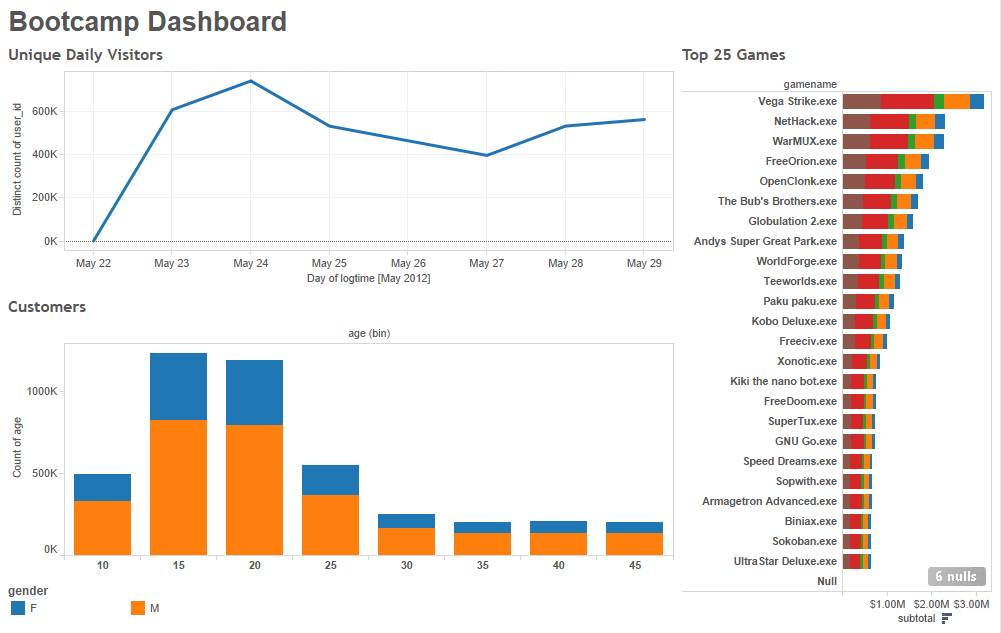 Bootcamp Dashboard
Unique Daily Visitors
Distinct count of user_id
600K
400K
200K
0K
May 22 May 23 May 24 May 25 May 26 May 27 May 28 May 29
Day of logtime [May 2012]
Customers
age (bin)
Count of age
1000K
500K
0K
10 15 20 25 30 35 40 45
gender
F M
Top 25 Games
gamename
Vega Strike.exe
NetHack.exe
WarMUX.exe
FreeOrion.exe
OpenClonk.exe
The Bub's Brothers.exe
Globulation 2.exe
Andys Super Great Park.exe
WorldForge.exe
Teeworlds.exe
Paku paku.exe
Kobo Deluxe.exe
Freeciv.exe
Xonotic.exe
Kiki the nano bot.exe
FreeDoom.exe
SuperTux.exe
GNU Go.exe
Speed Dreams.exe
Sopwith.exe
Armagetron Advanced.exe
Biniax.exe
Sokoban.exe
UltraStar Deluxe.exe
Null
6 nulls
$1.00M $2.00M $3.00M
subtotal